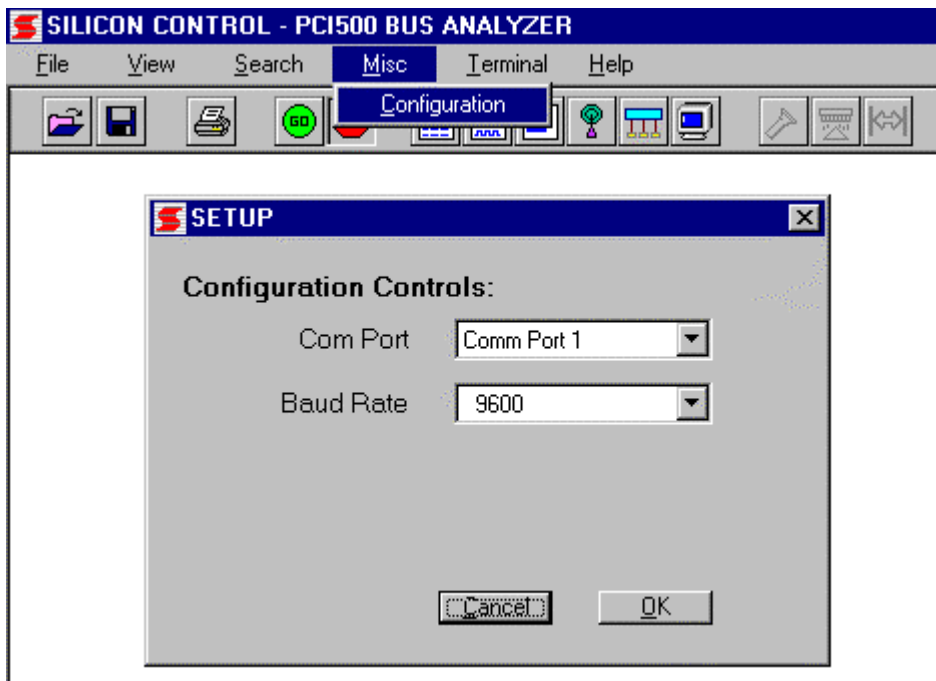 SILICON CONTROL - PCI500 BUS ANALYZER
File View Search Misc Terminal Help
Configuration
GO
SETUP
Configuration Controls:
Com Port Comm Port 1
Baud Rate 9600
Cancel OK